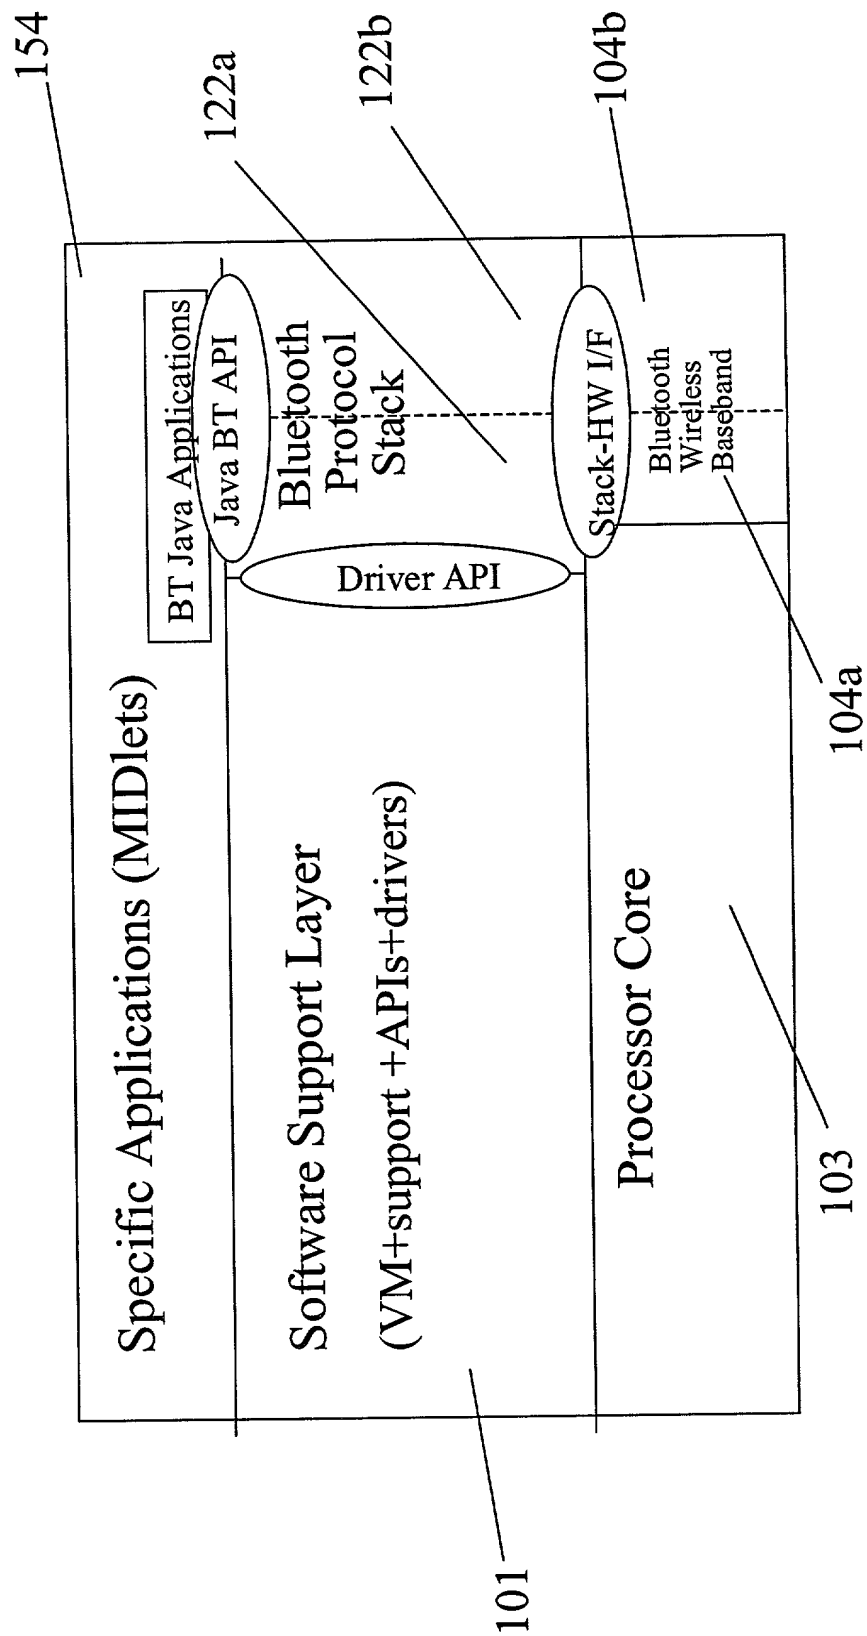 154
122a
122b
104b
Specific Applications (MIDlets)
BT Java Applications
Java BT API
Software Support Layer
(VM+support +APIs+drivers)
Driver API
Bluetooth
Protocol
Stack
Stack-HW I/F
Processor Core
Bluetooth
Wireless
Baseband
101
103
104a